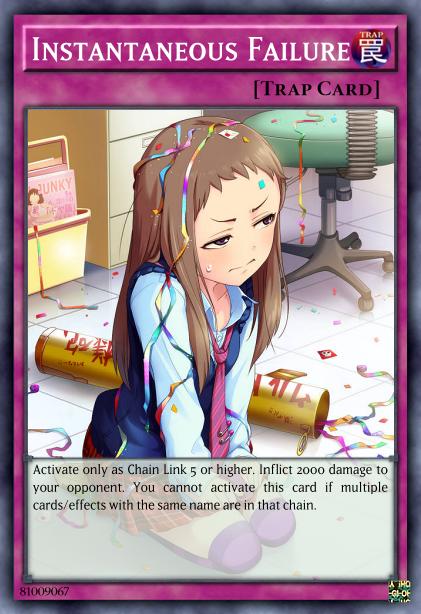 INSTANTANEOUS FAILURE
TRAP
罠
[TRAP CARD]
JUNKY
Activate only as Chain Link 5 or higher. Inflict 2000 damage to
your opponent. You cannot activate this card if multiple
cards/effects with the same name are in that chain.
81009067